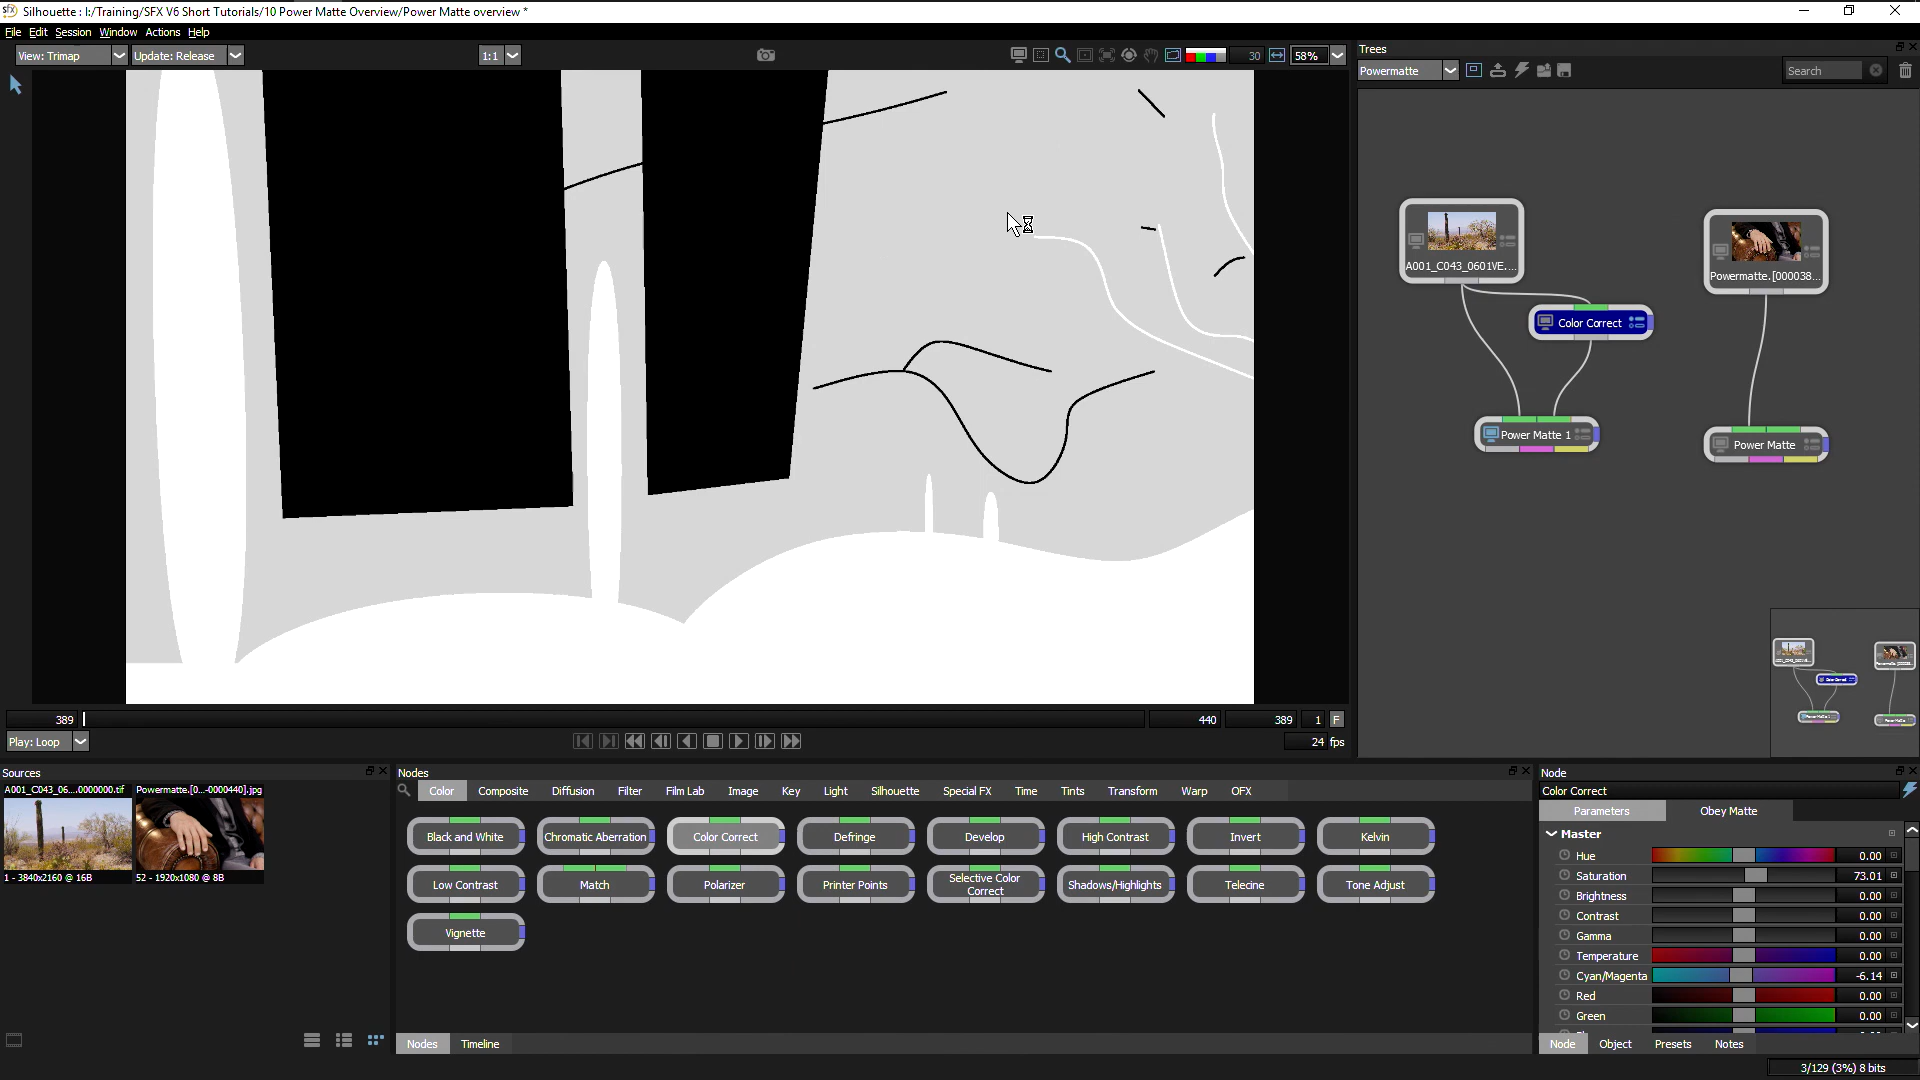 Silhouette : I:/Training/SFX V6 Short Tutorials/10 Power Matte Overview/Power Matte overview *
File Edit Session Window Actions Help
View: Trimap Update: Release 1:1 30 58%
Trees
Powermatte Search
A001_C043_0601VE....
Powermatte.[000038...
Color Correct
Power Matte 1
Power Matte
389 440 389 1 F
Play: Loop 24 fps
Sources
A001_C043_06....0000000.tif Powermatte.[0...-0000440].jpg
1 - 3840x2160 @ 16B 52 - 1920x1080 @ 8B
Nodes
Color Composite Diffusion Filter Film Lab Image Key Light Silhouette Special FX Time Tints Transform Warp OFX
Black and White Chromatic Aberration Color Correct Defringe Develop High Contrast Invert Kelvin
Low Contrast Match Polarizer Printer Points Selective Color Correct Shadows/Highlights Telecine Tone Adjust
Vignette
Nodes Timeline
Node
Color Correct
Parameters Obey Matte
Master
Hue 0.00
Saturation 73.01
Brightness 0.00
Contrast 0.00
Gamma 0.00
Temperature 0.00
Cyan/Magenta -6.14
Red 0.00
Green 0.00
Node Object Presets Notes
3/129 (3%) 8 bits